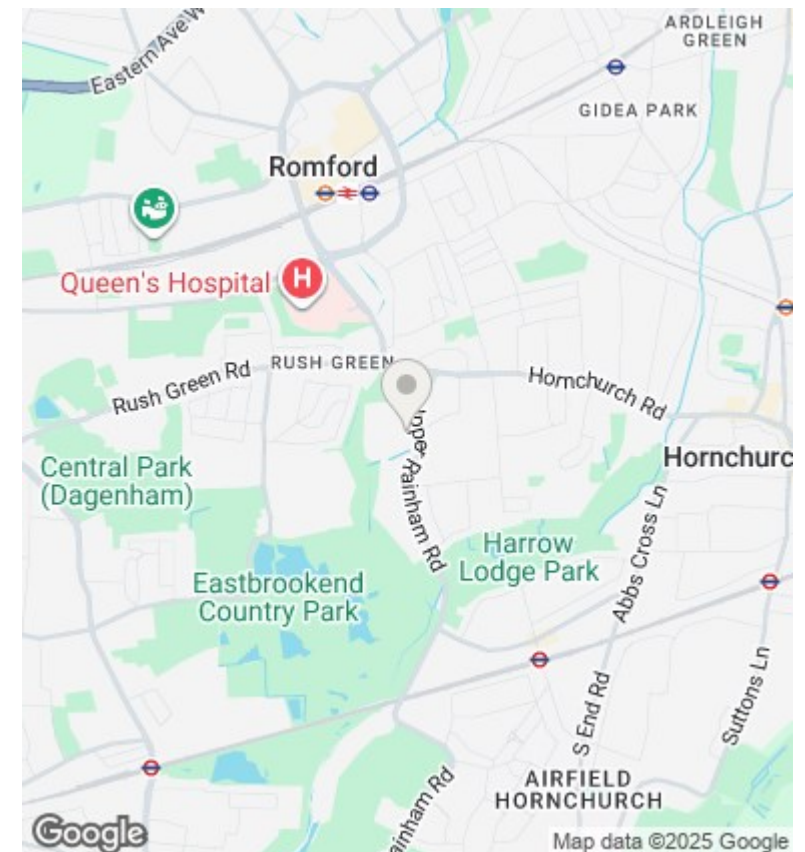 ARDLEIGH
GREEN
Eastern Ave W
GIDEA PARK
Romford
Queen's Hospital
H
RUSH GREEN
Rush Green Rd
Hornchurch Rd
Central Park
(Dagenham)
Hornchurc
Rainham Rd
Harrow
Lodge Park
Abbs Cross Ln
Eastbrookend
Country Park
Suttons Ln
S End Rd
AIRFIELD
HORNCHURCH
ainham Rd
Google
Map data ©2025 Google